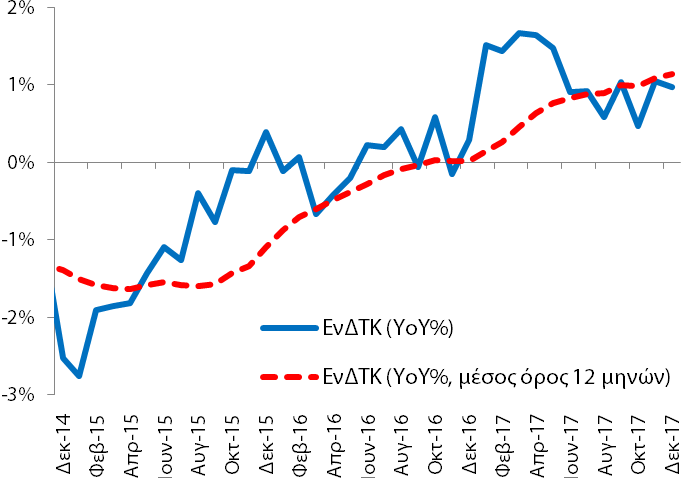 2%
1%
0%
-1%
-2%
-3%
ΕνΔΤΚ (YoY%)
ΕνΔΤΚ (YoY%, μέσος όρος 12 μηνών)
Δεκ-14
Φεβ-15
Απρ-15
Ιουν-15
Αυγ-15
Οκτ-15
Δεκ-15
Φεβ-16
Απρ-16
Ιουν-16
Αυγ-16
Οκτ-16
Δεκ-16
Φεβ-17
Απρ-17
Ιουν-17
Αυγ-17
Οκτ-17
Δεκ-17